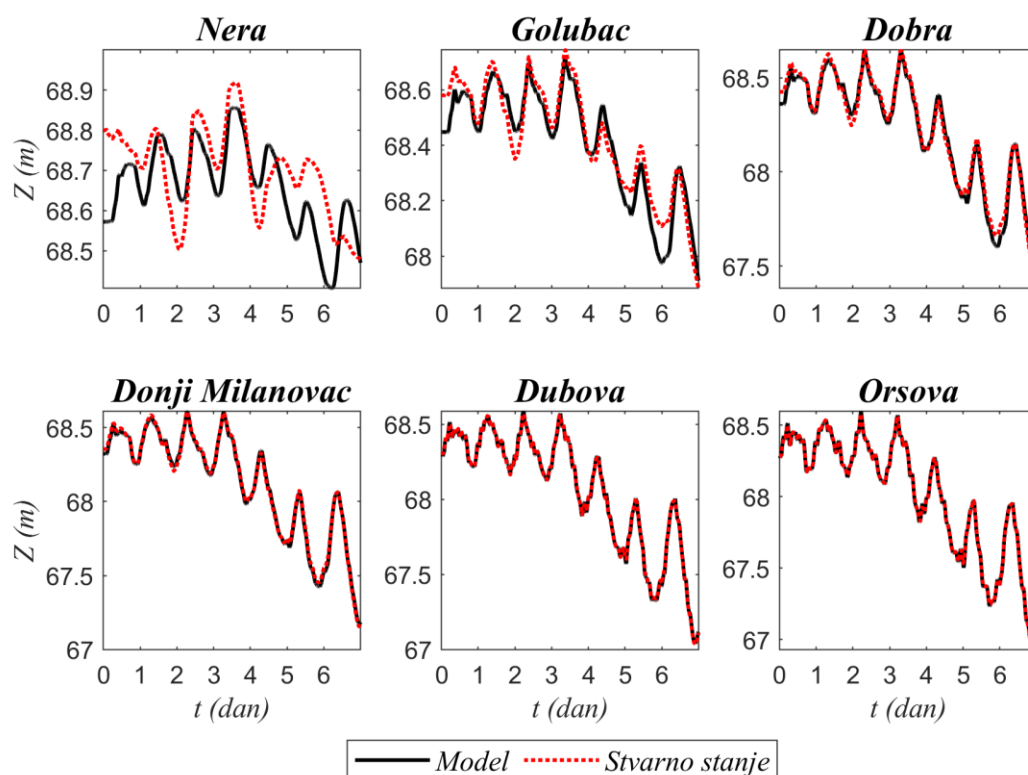 Nera Golubac Dobra
Z (m)
68.9
68.8
68.7
68.6
68.5
0 1 2 3 4 5 6
68.6
68.4
68.2
68
0 1 2 3 4 5 6
68.5
68
67.5
0 1 2 3 4 5 6
Donji Milanovac Dubova Orsova
Z (m)
68.5
68
67.5
67
0 1 2 3 4 5 6
t (dan)
68.5
68
67.5
67
0 1 2 3 4 5 6
t (dan)
68.5
68
67.5
67
0 1 2 3 4 5 6
t (dan)
Model Stvarno stanje